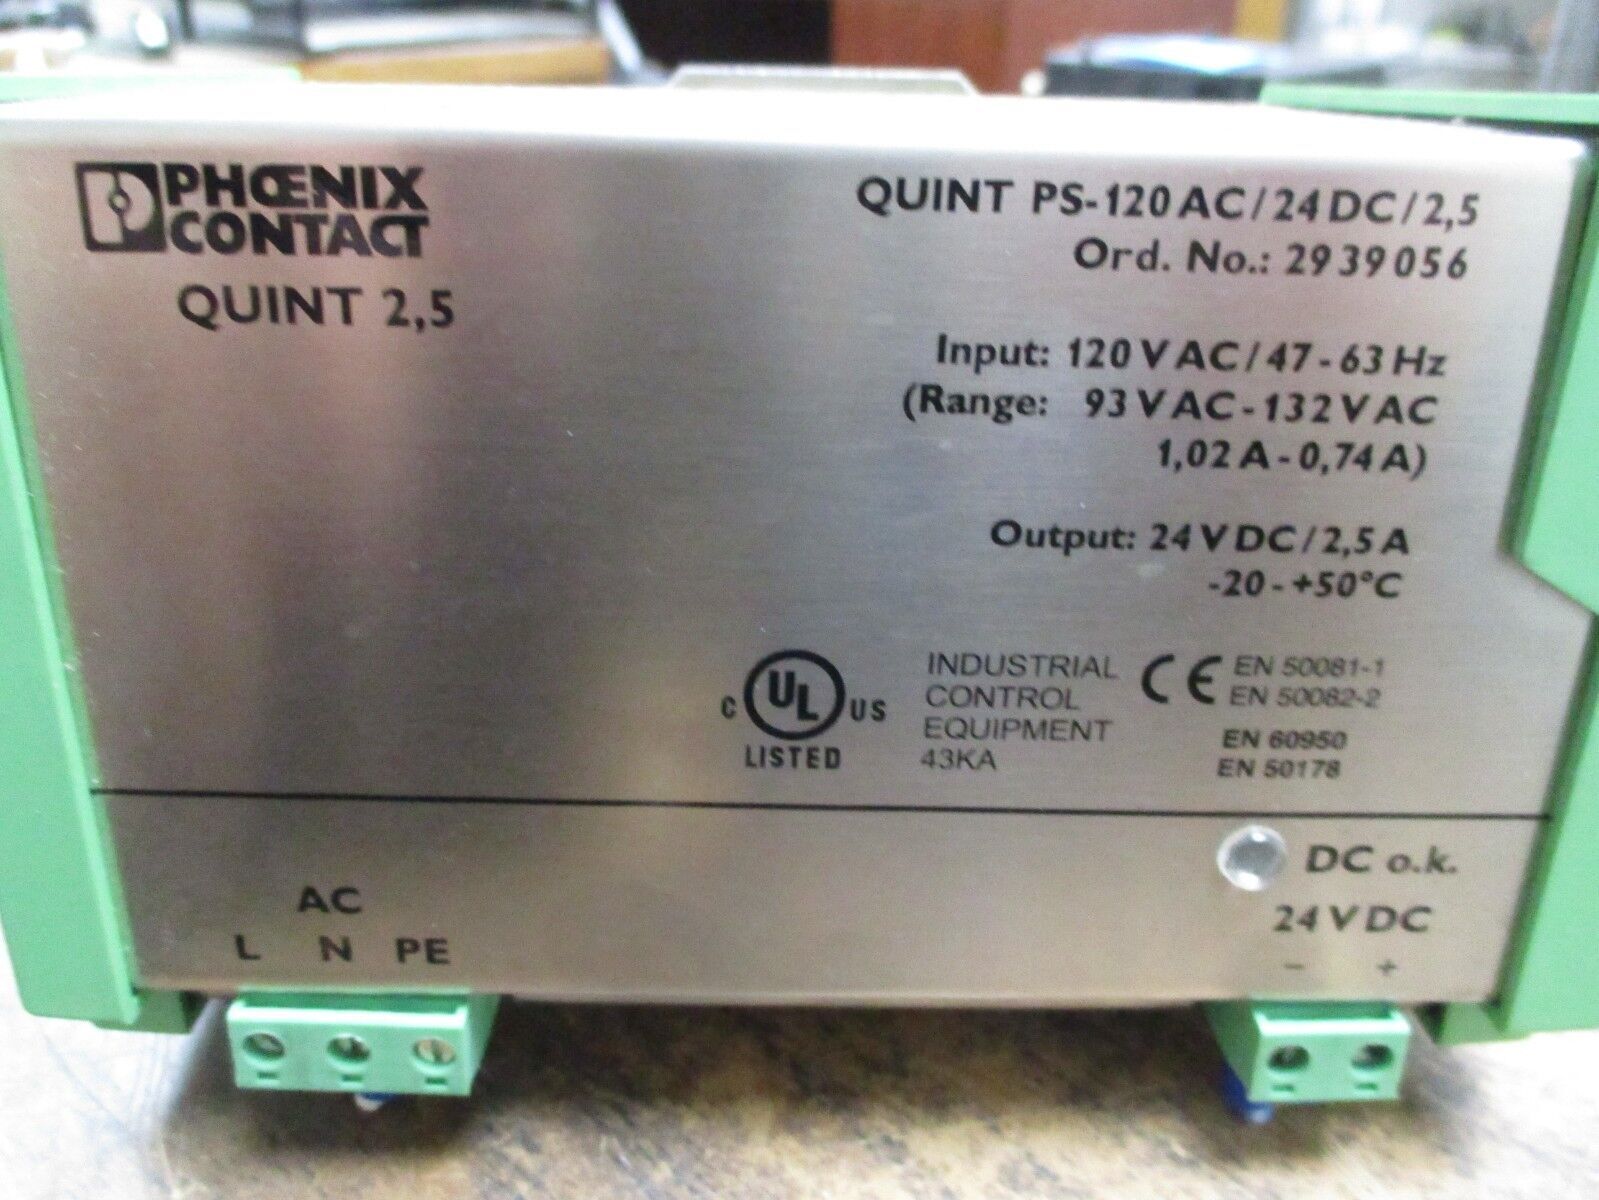 PHŒNIX
CONTACT
QUINT 2,5
QUINT PS-120AC/24DC/2,5
Ord. No.: 2939056
Input: 120VAC/47-63Hz
(Range: 93VAC-132VAC
1,02A-0,74A)
Output: 24VDC/2,5A
-20-+50°C
C UL US
LISTED
INDUSTRIAL
CONTROL
EQUIPMENT
43KA
CE
EN 50081-1
EN 50082-2
EN 60950
EN 50178
DC o.k.
24VDC
− +
AC
L N PE